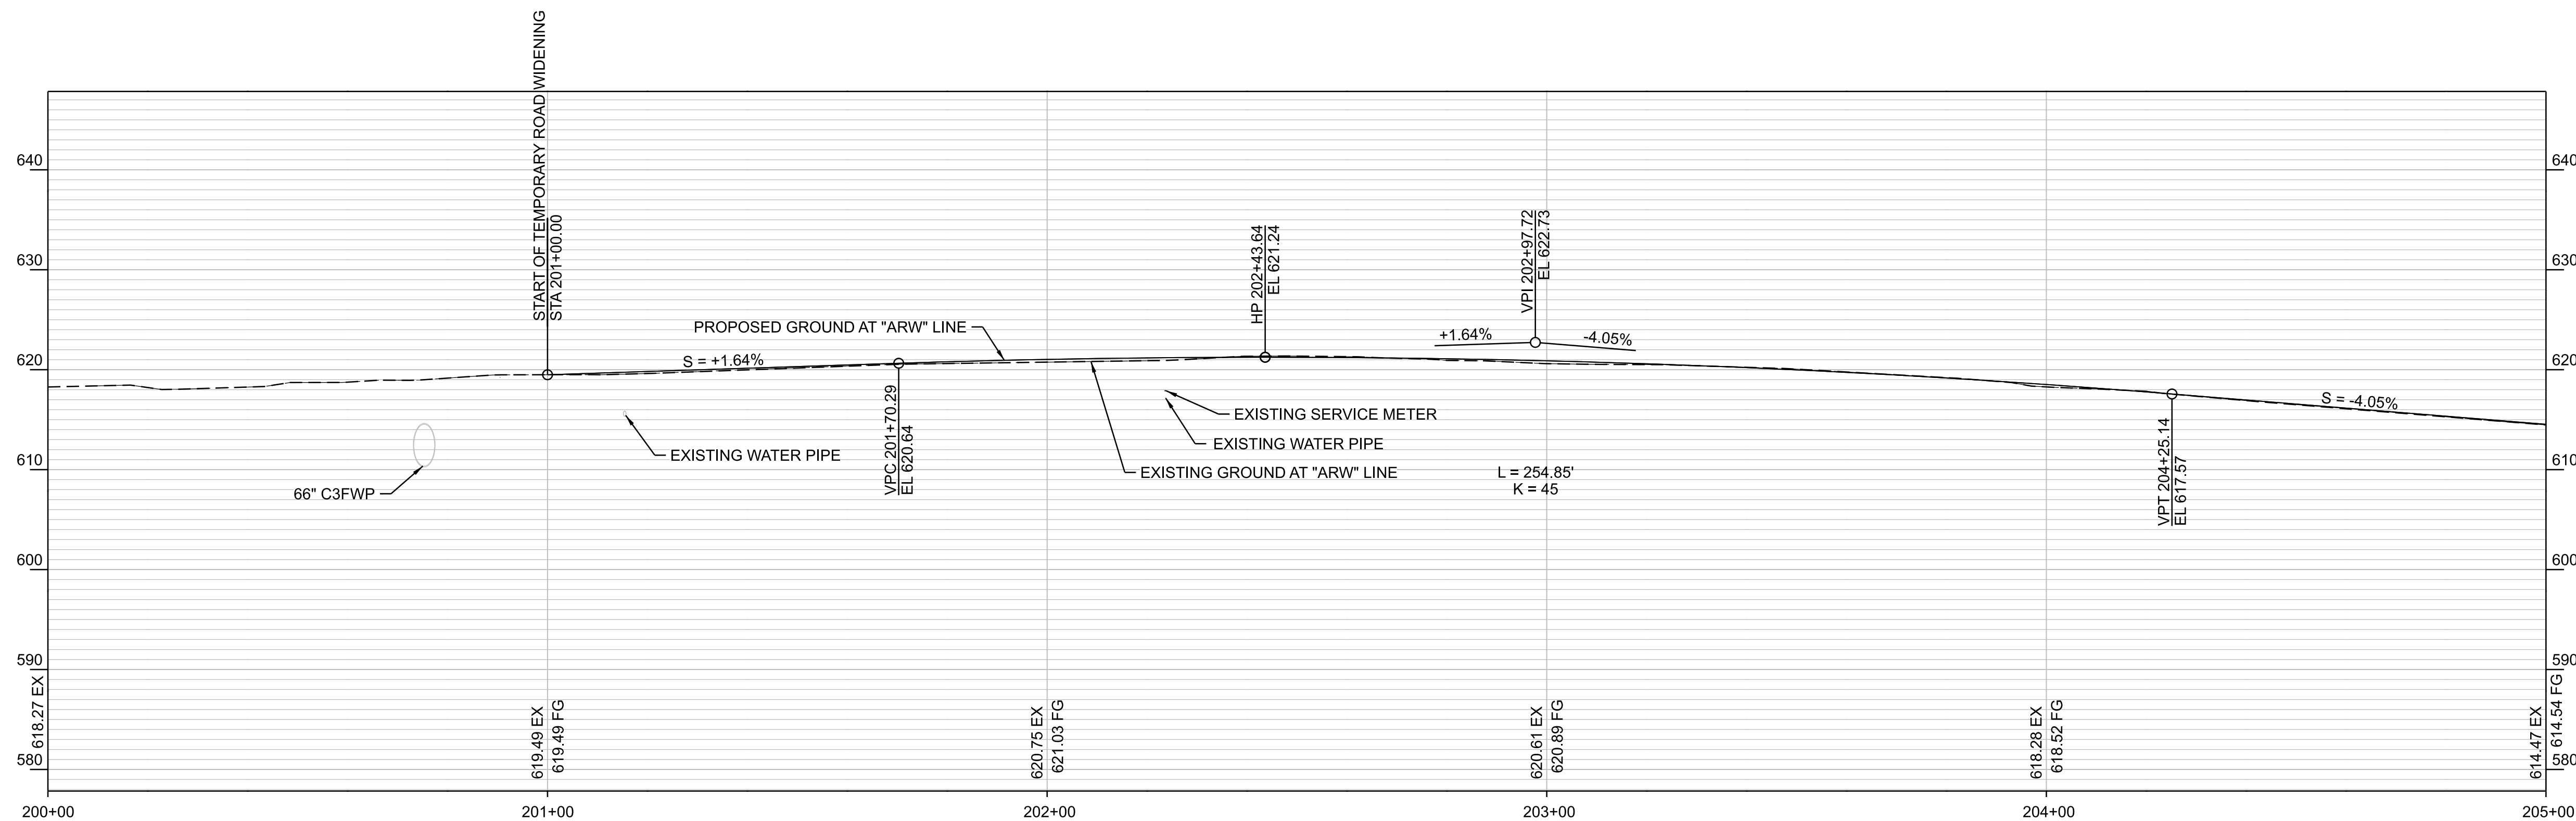 START OF TEMPORARY ROAD WIDENING
STA 201+00.00
640
640
630
630
620
620
610
610
600
600
590
590
580
580
HP 202+43.64
EL 621.24
VPI 202+97.72
EL 622.73
+1.64%
-4.05%
PROPOSED GROUND AT "ARW" LINE
S = +1.64%
S = -4.05%
VPC 201+70.29
EL 620.64
EXISTING SERVICE METER
EXISTING WATER PIPE
EXISTING WATER PIPE
EXISTING GROUND AT "ARW" LINE
66" C3FWP
L = 254.85'
K = 45
VPT 204+25.14
EL 617.57
618.27 EX
619.49 EX
619.49 FG
620.75 EX
621.03 FG
620.61 EX
620.89 FG
618.28 EX
618.52 FG
614.47 EX
614.54 FG
200+00
201+00
202+00
203+00
204+00
205+00